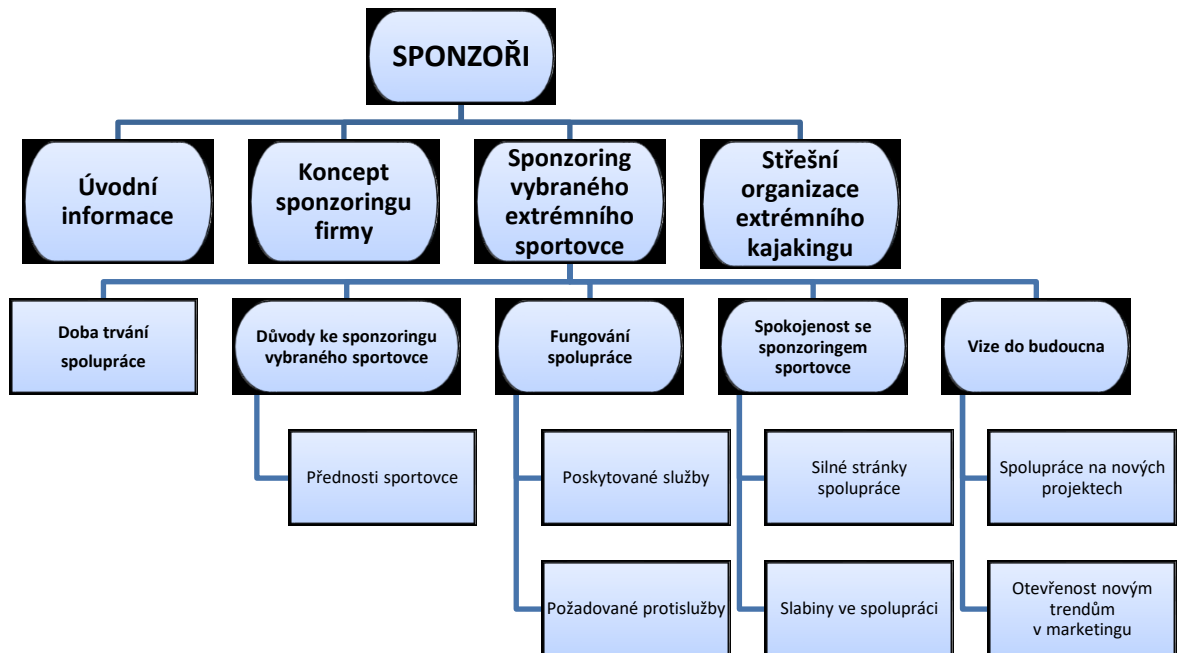 SPONZOŘI
Úvodní
informace
Koncept
sponzoringu
firmy
Sponzoring
vybraného
extrémního
sportovce
Střešní
organizace
extrémního
kajakingu
Doba trvání
spolupráce
Důvody ke sponzoringu
vybraného sportovce
Fungování
spolupráce
Spokojenost se
sponzoringem
sportovce
Vize do budoucna
Přednosti sportovce
Poskytované služby
Silné stránky
spolupráce
Spolupráce na nových
projektech
Požadované protislužby
Slabiny ve spolupráci
Otevřenost novým
trendům
v marketingu